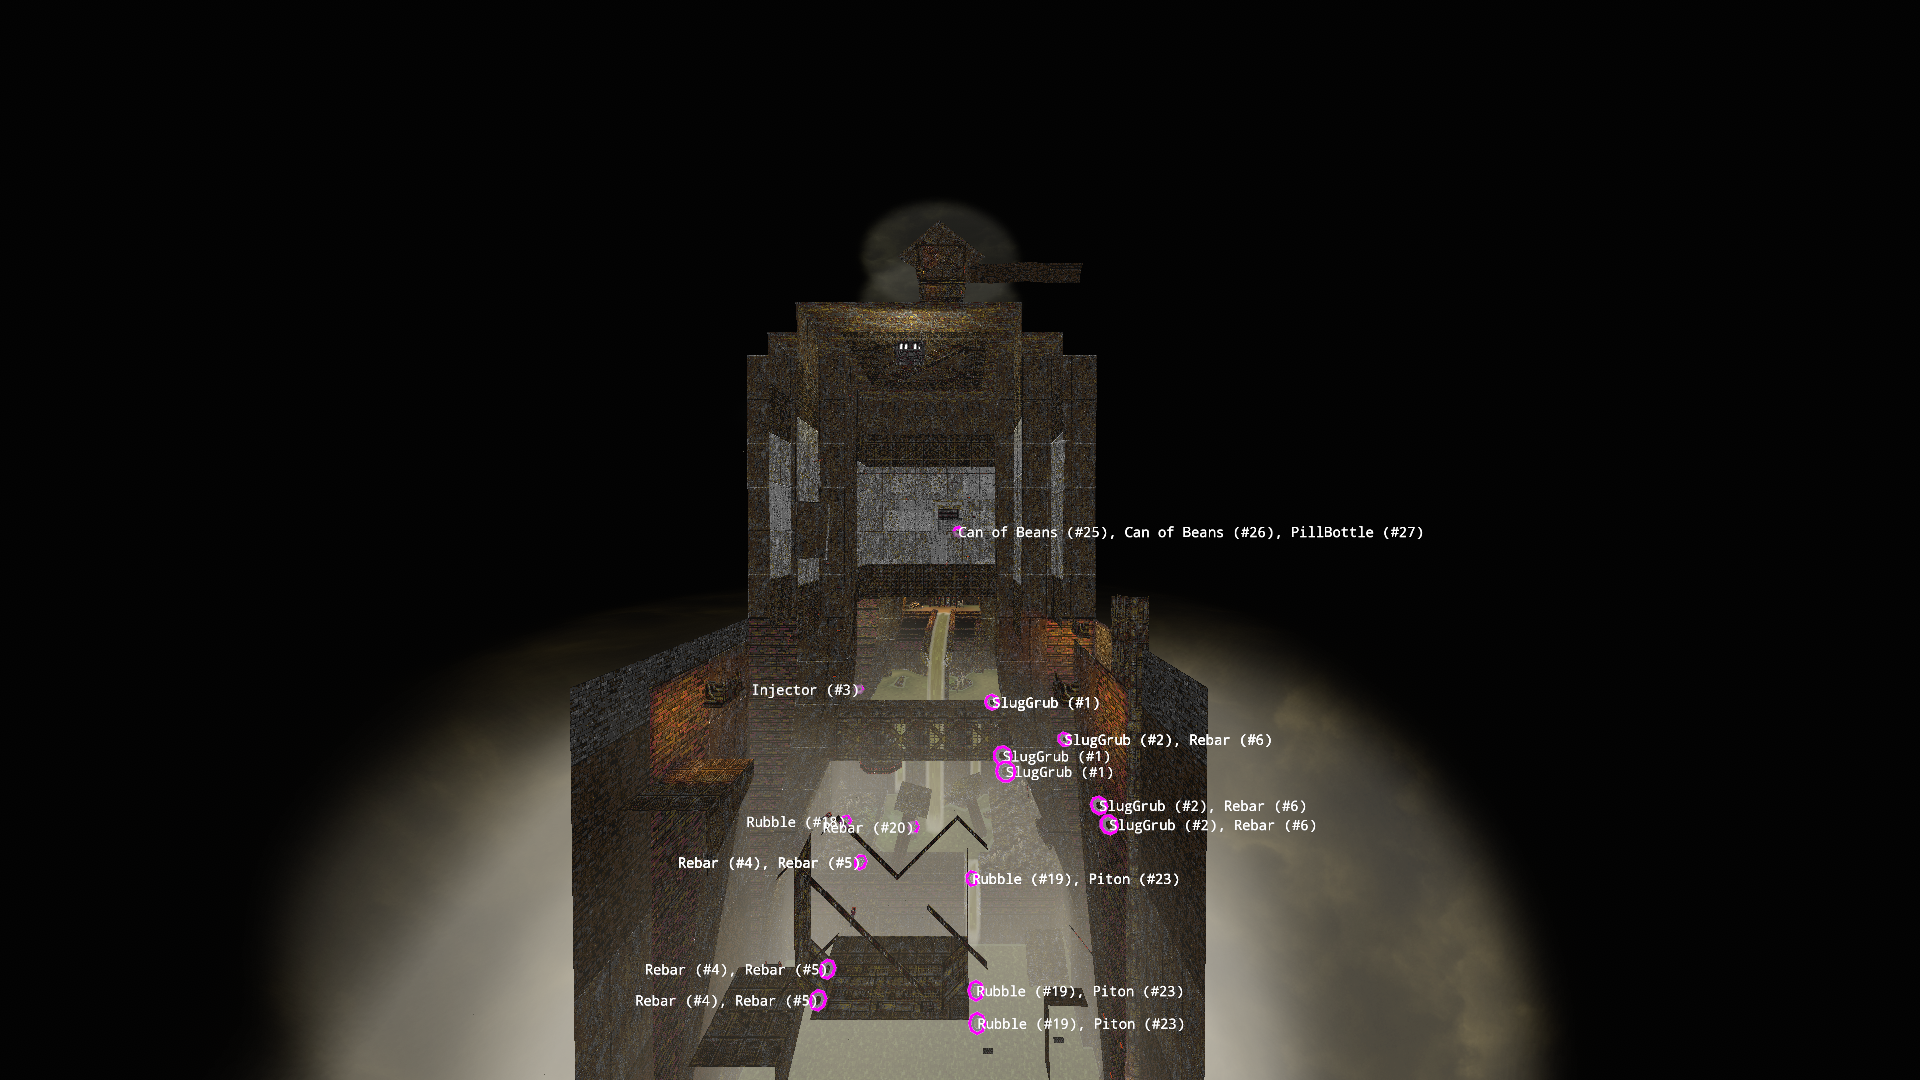 Can of Beans (#25), Can of Beans (#26), PillBottle (#27)
Injector (#3)
SlugGrub (#1)
SlugGrub (#2), Rebar (#6)
SlugGrub (#1)
SlugGrub (#1)
SlugGrub (#2), Rebar (#6)
Rubble (#18)
Rebar (#20)
SlugGrub (#2), Rebar (#6)
Rebar (#4), Rebar (#5)
Rubble (#19), Piton (#23)
Rebar (#4), Rebar (#5)
Rubble (#19), Piton (#23)
Rebar (#4), Rebar (#5)
Rubble (#19), Piton (#23)